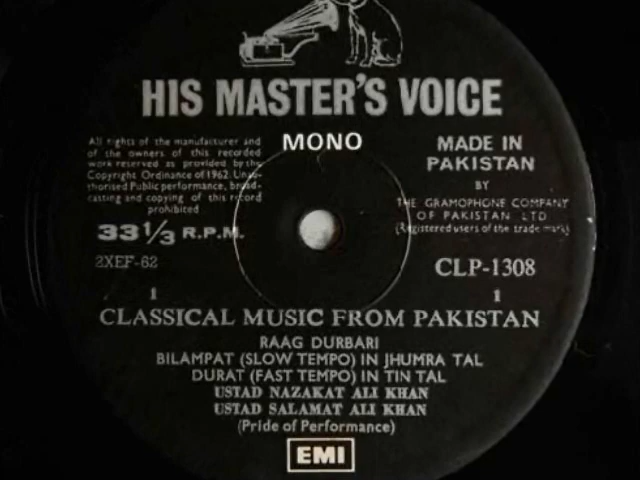 HIS MASTER'S VOICE
All rights of the manufacturer and
of the owners of this recorded
work reserved as provided by the
Copyright Ordinance of 1962. Unau-
thorised Public performance, broad-
casting and copying of this record
prohibited
MONO
MADE IN
PAKISTAN
BY
THE GRAMOPHONE COMPANY
OF PAKISTAN LTD
(Registered users of the trade mark)
33 1/3 R.P.M.
2XEF-62
CLP-1308
1
1
CLASSICAL MUSIC FROM PAKISTAN
RAAG DURBARI
BILAMPAT (SLOW TEMPO) IN JHUMRA TAL
DURAT (FAST TEMPO) IN TIN TAL
USTAD NAZAKAT ALI KHAN
USTAD SALAMAT ALI KHAN
(Pride of Performance)
EMI